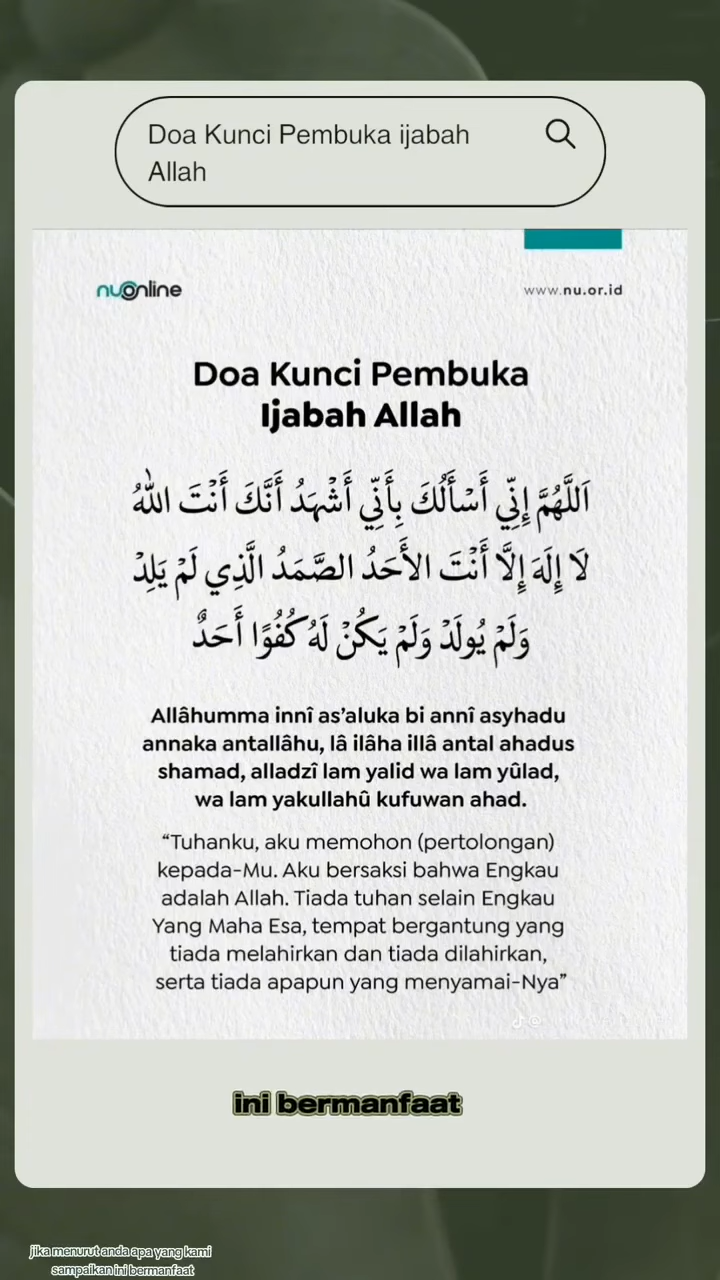 Doa Kunci Pembuka ijabah
Allah
nuonline
www.nu.or.id
Doa Kunci Pembuka
Ijabah Allah
اَللَّهُمَّ إِنِّي أَسْأَلُكَ بِأَنِّي أَشْهَدُ أَنَّكَ أَنْتَ اللهُ
لَا إِلَهَ إِلَّا أَنْتَ الأَحَدُ الصَّمَدُ الَّذِي لَمْ يَلِدْ
وَلَمْ يُولَدْ وَلَمْ يَكُنْ لَهُ كُفُوًا أَحَدٌ
Allâhumma innî as’aluka bi annî asyhadu
annaka antallâhu, lâ ilâha illâ antal ahadus
shamad, alladzî lam yalid wa lam yûlad,
wa lam yakullahû kufuwan ahad.
“Tuhanku, aku memohon (pertolongan)
kepada-Mu. Aku bersaksi bahwa Engkau
adalah Allah. Tiada tuhan selain Engkau
Yang Maha Esa, tempat bergantung yang
tiada melahirkan dan tiada dilahirkan,
serta tiada apapun yang menyamai-Nya”
ini bermanfaat
jika menurut anda apa yang kami
sampaikan ini bermanfaat